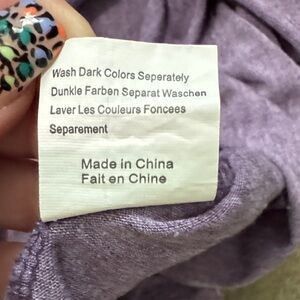 Wash Dark Colors Seperately
Dunkle Farben Separat Waschen
Laver Les Couleurs Foncees
Separement
Made in China
Fait en Chine